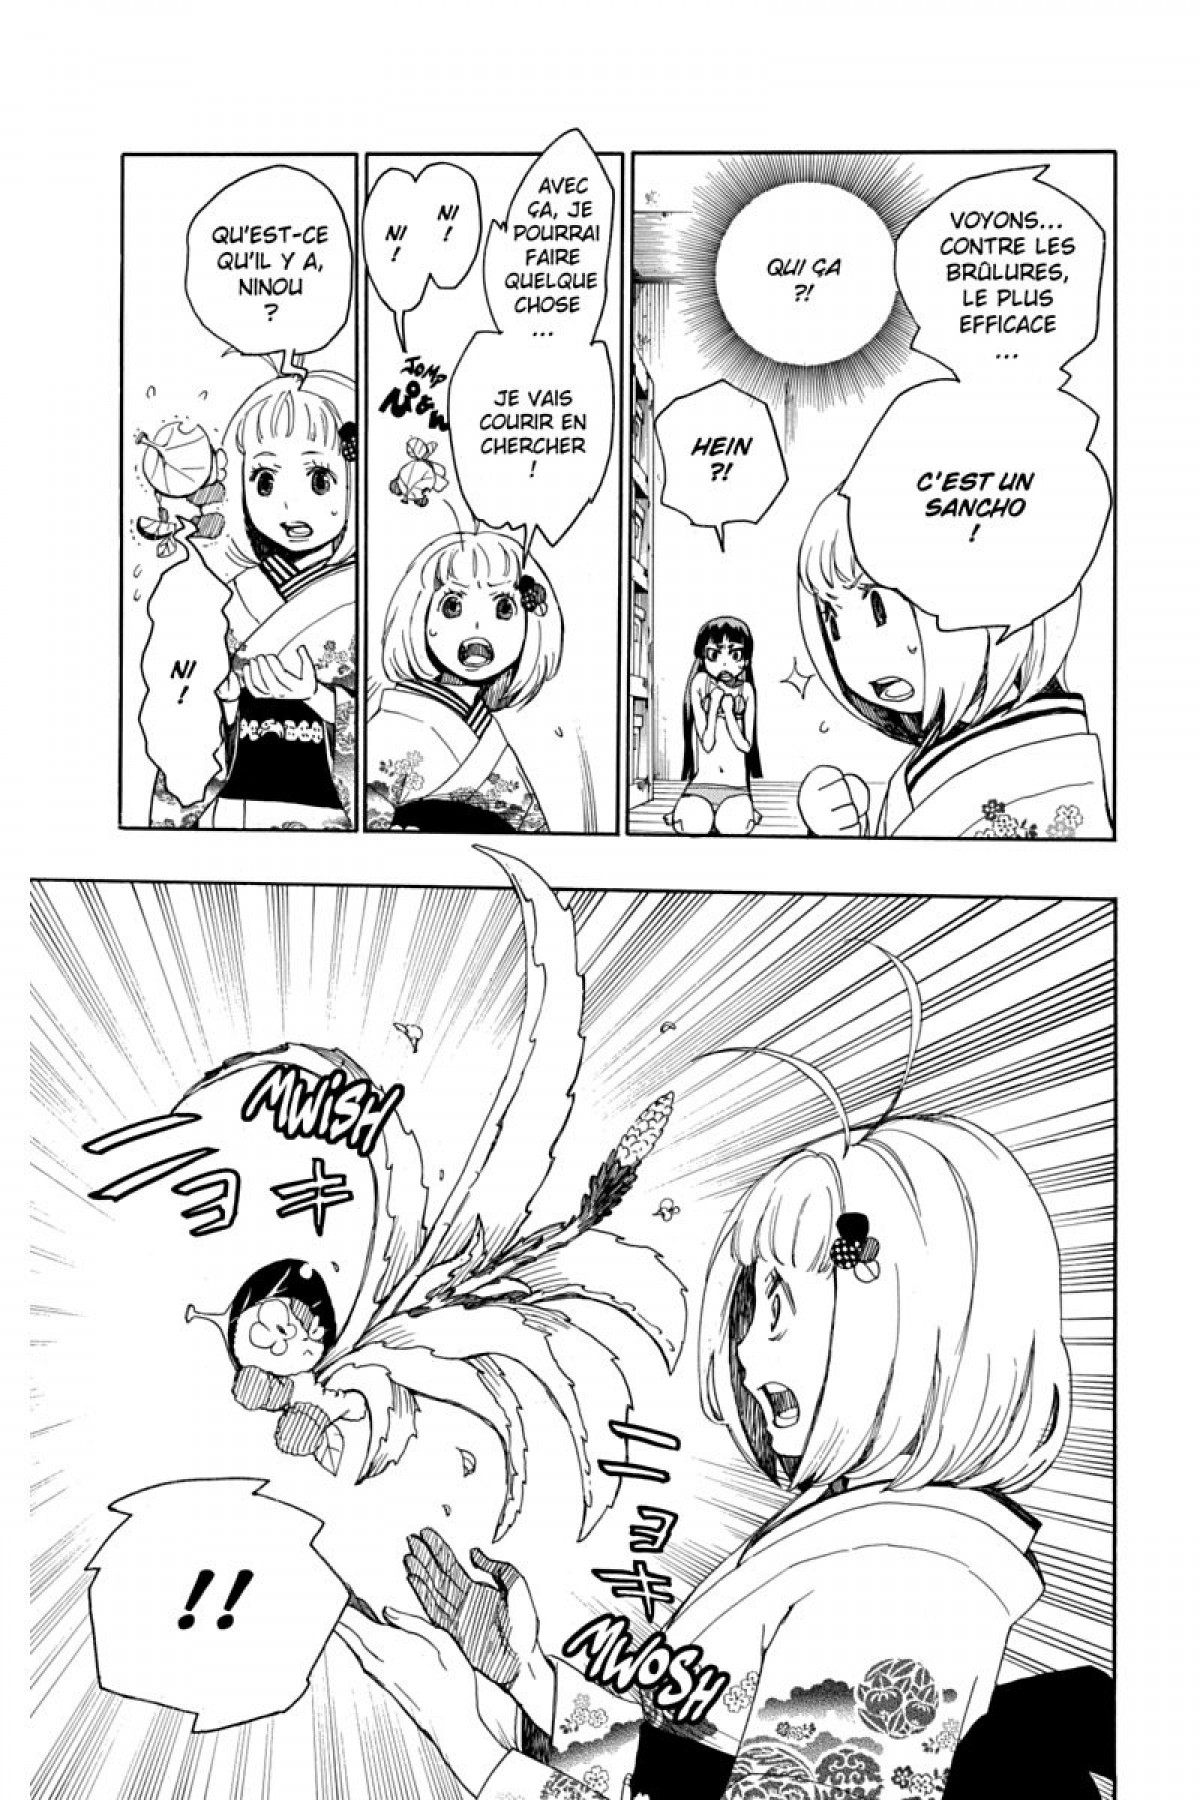 VOYONS...
CONTRE LES
BRÛLURES,
LE PLUS
EFFICACE
...
C'EST UN
SANCHO
!
QUI ÇA
?!
HEIN
?!
AVEC
ÇA, JE
POURRAI
FAIRE
QUELQUE
CHOSE
...
JE VAIS
COURIR EN
CHERCHER
!
NI
!
NI
!
JOMP
QU'EST-CE
QU'IL Y A,
NINOU
?
NI
!
MWISH
ニョキ
ニョキ
MWOSH
!!